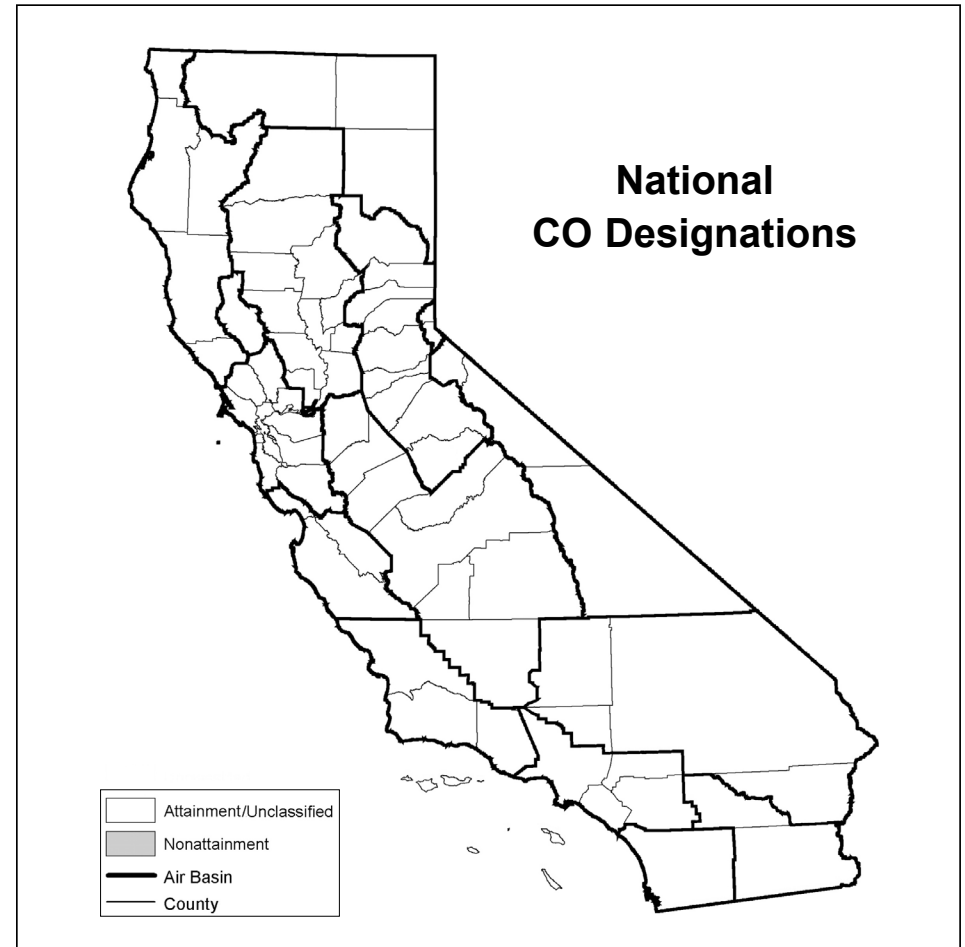 National
CO Designations
Attainment/Unclassified
Nonattainment
Air Basin
County